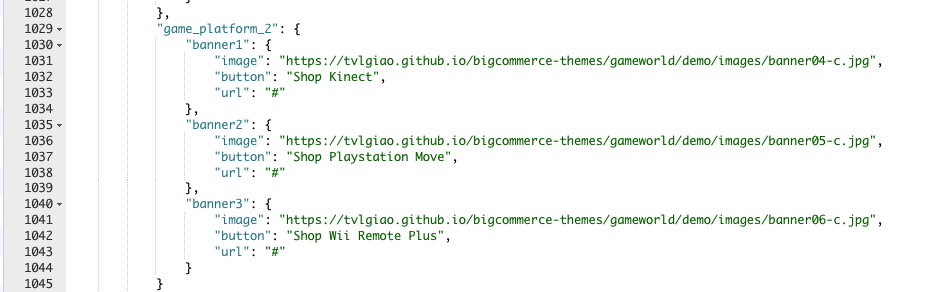 1028 },
1029 "game_platform_2": {
1030 "banner1": {
1031 "image": "https://tvlgiao.github.io/bigcommerce-themes/gameworld/demo/images/banner04-c.jpg",
1032 "button": "Shop Kinect",
1033 "url": "#"
1034 },
1035 "banner2": {
1036 "image": "https://tvlgiao.github.io/bigcommerce-themes/gameworld/demo/images/banner05-c.jpg",
1037 "button": "Shop Playstation Move",
1038 "url": "#"
1039 },
1040 "banner3": {
1041 "image": "https://tvlgiao.github.io/bigcommerce-themes/gameworld/demo/images/banner06-c.jpg",
1042 "button": "Shop Wii Remote Plus",
1043 "url": "#"
1044 }
1045 }